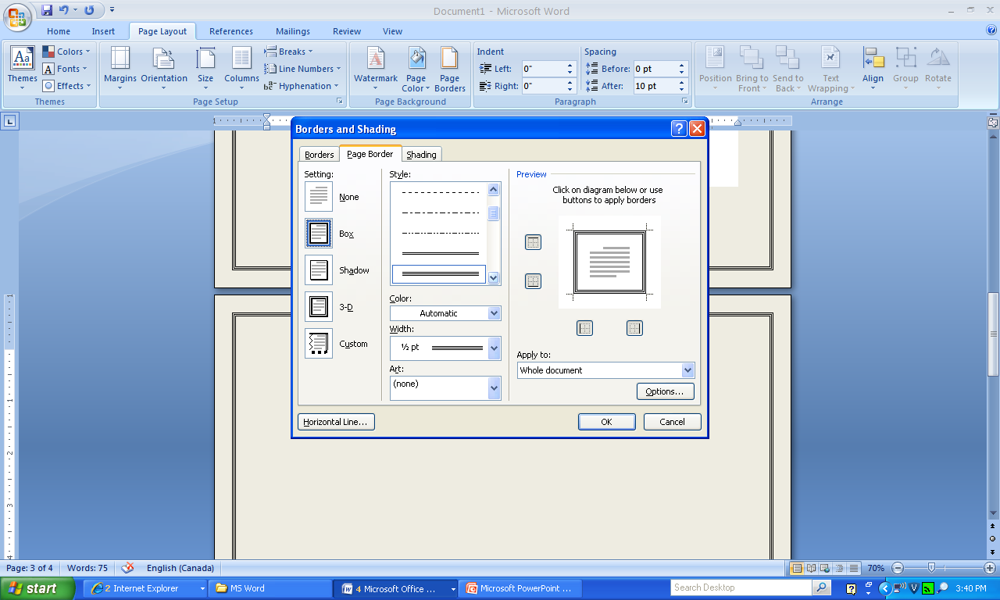 Document1 - Microsoft Word
Home Insert Page Layout References Mailings Review View
Aa Themes Colors Fonts Effects
Margins Orientation Size Columns Breaks Line Numbers Hyphenation
Watermark Page Color Page Borders
Indent Left: 0" Right: 0"
Spacing Before: 0 pt After: 10 pt
Position Bring to Front Send to Back Text Wrapping Align Group Rotate
Themes Page Setup Page Background Paragraph Arrange
Borders and Shading
Borders Page Border Shading
Setting:
None
Box
Shadow
3-D
Custom
Style:
Color:
Automatic
Width:
½ pt
Art:
(none)
Preview
Click on diagram below or use
buttons to apply borders
Apply to:
Whole document
Options...
Horizontal Line... OK Cancel
Page: 3 of 4 Words: 75 English (Canada) 70%
start 2 Internet Explorer MS Word 4 Microsoft Office ... Microsoft PowerPoint ... Search Desktop 3:40 PM